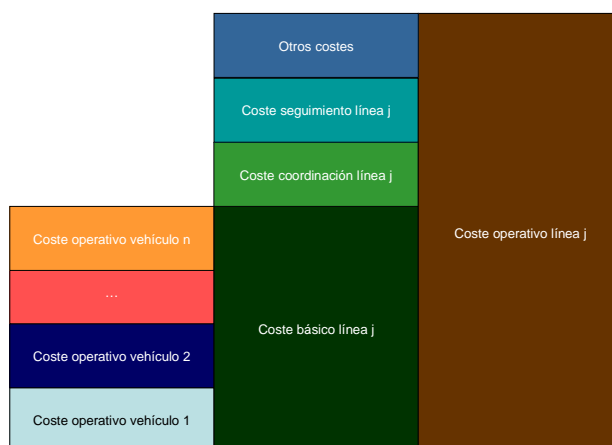 Otros costes
Coste seguimiento línea j
Coste coordinación línea j
Coste operativo vehículo n
Coste operativo línea j
...
Coste básico línea j
Coste operativo vehículo 2
Coste operativo vehículo 1